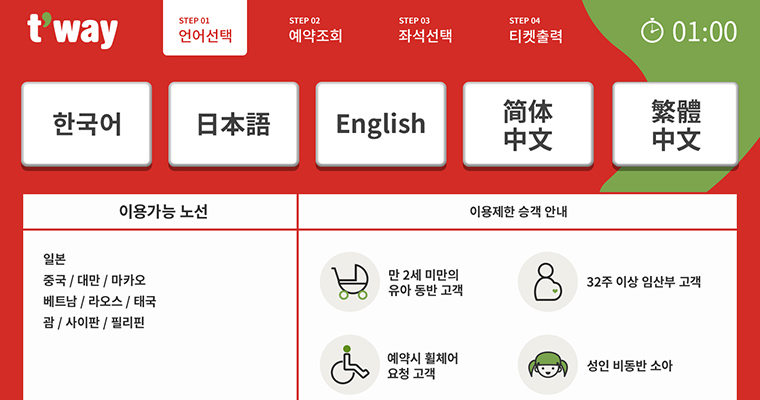 t'way
STEP 01
언어선택
STEP 02
예약조회
STEP 03
좌석선택
STEP 04
티켓출력
01:00
한국어
日本語
English
简体
中文
繁體
中文
이용가능 노선
일본
중국 / 대만 / 마카오
베트남 / 라오스 / 태국
괌 / 사이판 / 필리핀
이용제한 승객 안내
만 2세 미만의
유아 동반 고객
32주 이상 임산부 고객
예약시 휠체어
요청 고객
성인 비동반 소아